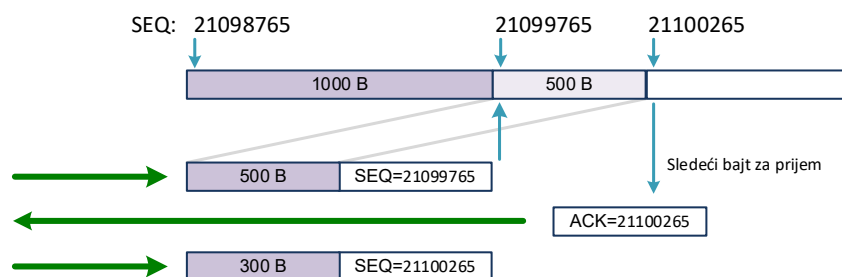 SEQ: 21098765 21099765 21100265
1000 B 500 B
500 B SEQ=21099765
Sledeći bajt za prijem
ACK=21100265
300 B SEQ=21100265